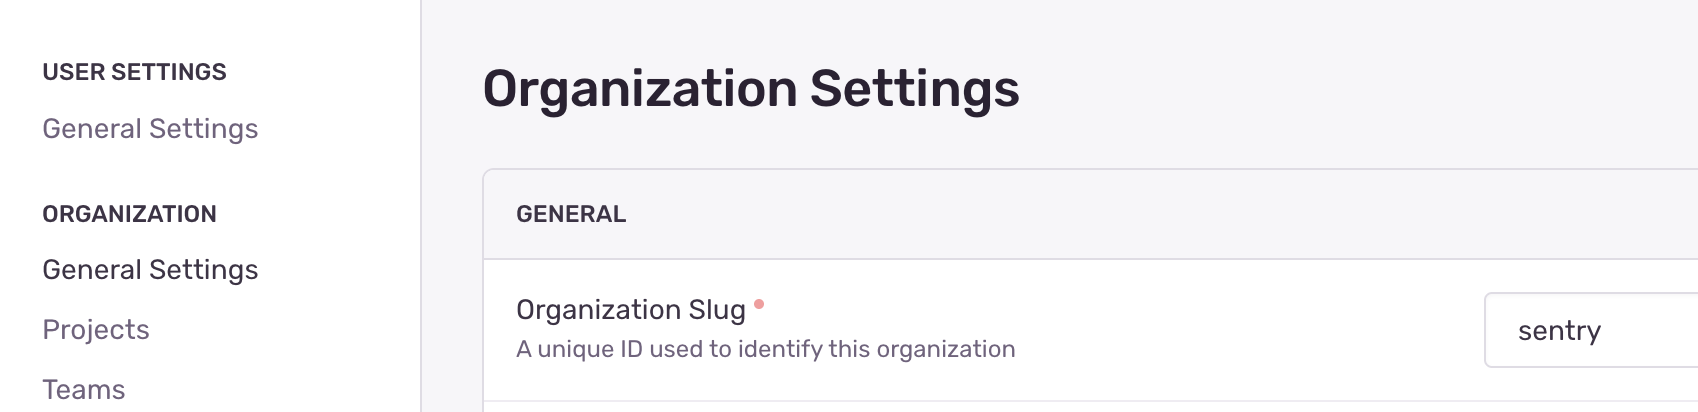 USER SETTINGS
General Settings
ORGANIZATION
General Settings
Projects
Teams
Organization Settings
GENERAL
Organization Slug
A unique ID used to identify this organization
sentry